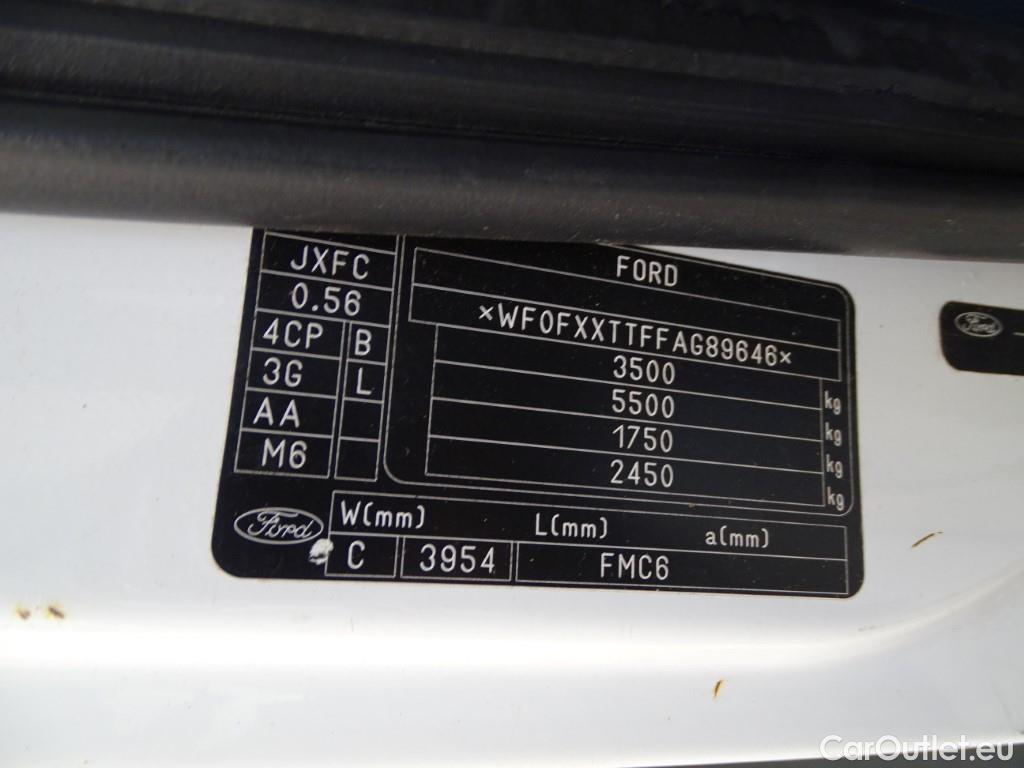 JXFC
0.56
4CP B
3G L
AA
M6
FORD
×WF0FXXTTFFAG89646×
3500 kg
5500 kg
1750 kg
2450 kg
Ford
W(mm) L(mm) a(mm)
C 3954 FMC6
Ford
CarOutlet.eu